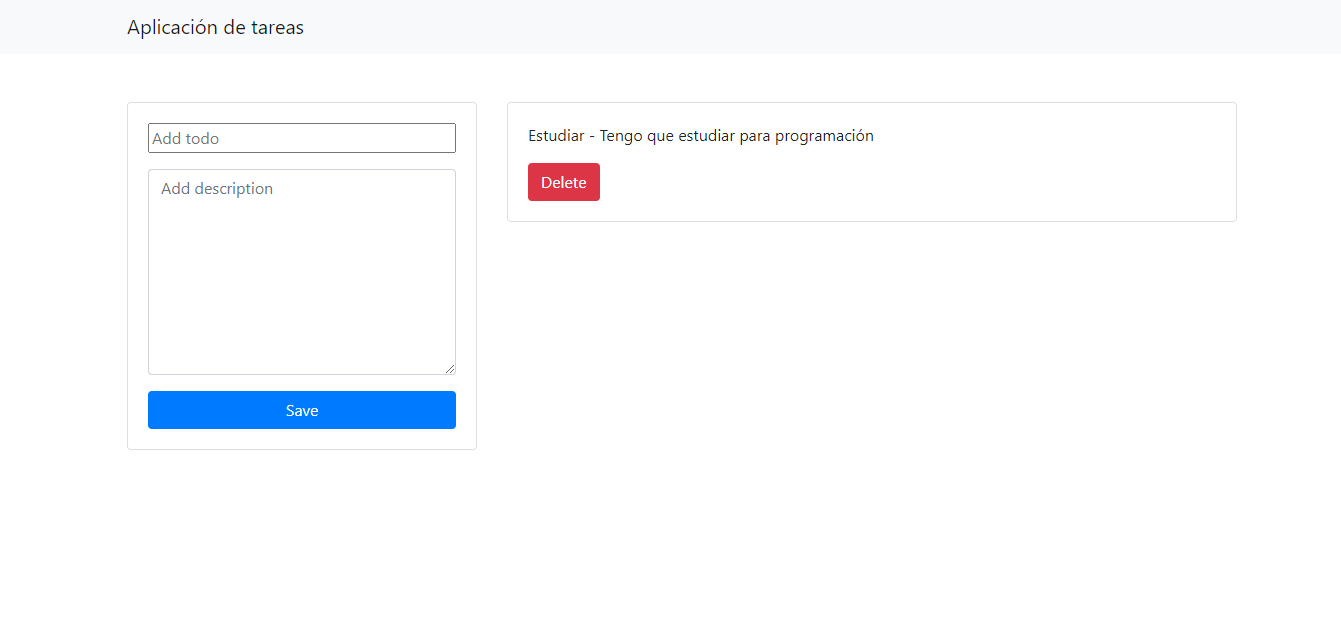 Aplicación de tareas
Add todo
Add description
Save
Estudiar - Tengo que estudiar para programación
Delete